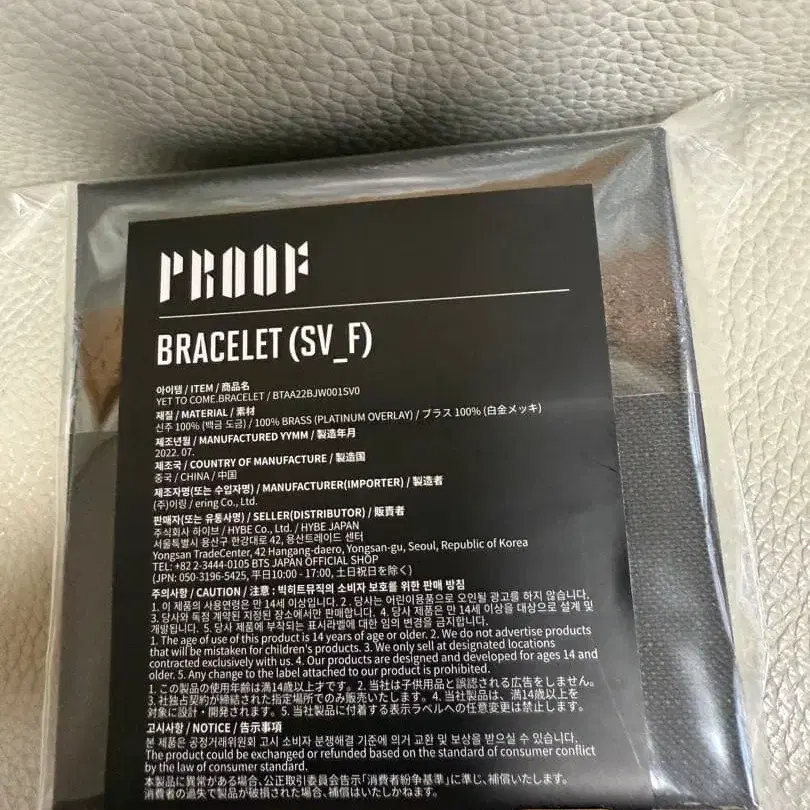 PROOF
BRACELET (SV_F)
아이템 / ITEM / 商品名
YET TO COME.BRACELET / BTAA22BJW001SV0
재질 / MATERIAL / 素材
신주 100% (백금 도금) / 100% BRASS (PLATINUM OVERLAY) / ブラス 100% (白金メッキ)
제조년월 / MANUFACTURED YYMM / 製造年月
2022. 07.
제조국 / COUNTRY OF MANUFACTURE / 製造国
중국 / CHINA / 中国
제조자명(또는 수입자명) / MANUFACTURER(IMPORTER) / 製造者
(주)이링 / ering Co., Ltd.
판매자(또는 유통사명) / SELLER(DISTRIBUTOR) / 販賣者
주식회사 하이브 / HYBE Co., Ltd. / HYBE JAPAN
서울특별시 용산구 한강대로 42, 용산트레이드 센터
Yongsan TradeCenter, 42 Hangang-daero, Yongsan-gu, Seoul, Republic of Korea
TEL: +82 2-3444-0105 BTS JAPAN OFFICIAL SHOP
(JPN: 050-3196-5425, 平日10:00 - 17:00, 土日祝日を除く)
주의사항 / CAUTION / 注意 : 빅히트뮤직의 소비자 보호를 위한 판매 방침
1. 이 제품의 사용연령은 만 14세 이상입니다. 2. 당사는 어린이용품으로 오인될 광고를 하지 않습니다.
3. 당사와 독점 계약된 지정된 장소에서만 판매합니다. 4. 당사 제품은 만 14세 이상을 대상으로 설계 및
개발됩니다. 5. 당사 제품에 부착되는 표시라벨에 대한 임의 변경을 금지합니다.
1. The age of use of this product is 14 years of age or older. 2. We do not advertise products
that will be mistaken for children's products. 3. We only sell at designated locations
contracted exclusively with us. 4. Our products are designed and developed for ages 14 and
older. 5. Any change to the label attached to our product is prohibited.
1. この製品の使用年齢は満14歳以上才です。2. 当社は子供用品と誤認される広告をしません。
3. 社独占契約が締結された指定場所でのみ販売いたします。4. 当社製品は、満14歳以上を
対象に設計・開発されます。5. 当社製品に付着する表示ラベルへの任意変更は禁止します。
고시사항 / NOTICE / 告示事項
본 제품은 공정거래위원회 고시 소비자 분쟁해결 기준에 의거 교환 및 보상을 받으실 수 있습니다.
The product could be exchanged or refunded based on the standard of consumer conflict
by the law of consumer standard.
本製品に異常がある場合、公正取引委員会告示「消費者紛争基準」に準じ、補償いたします。
消費者の過失で製品が破損された場合、補償はいたしかねます。